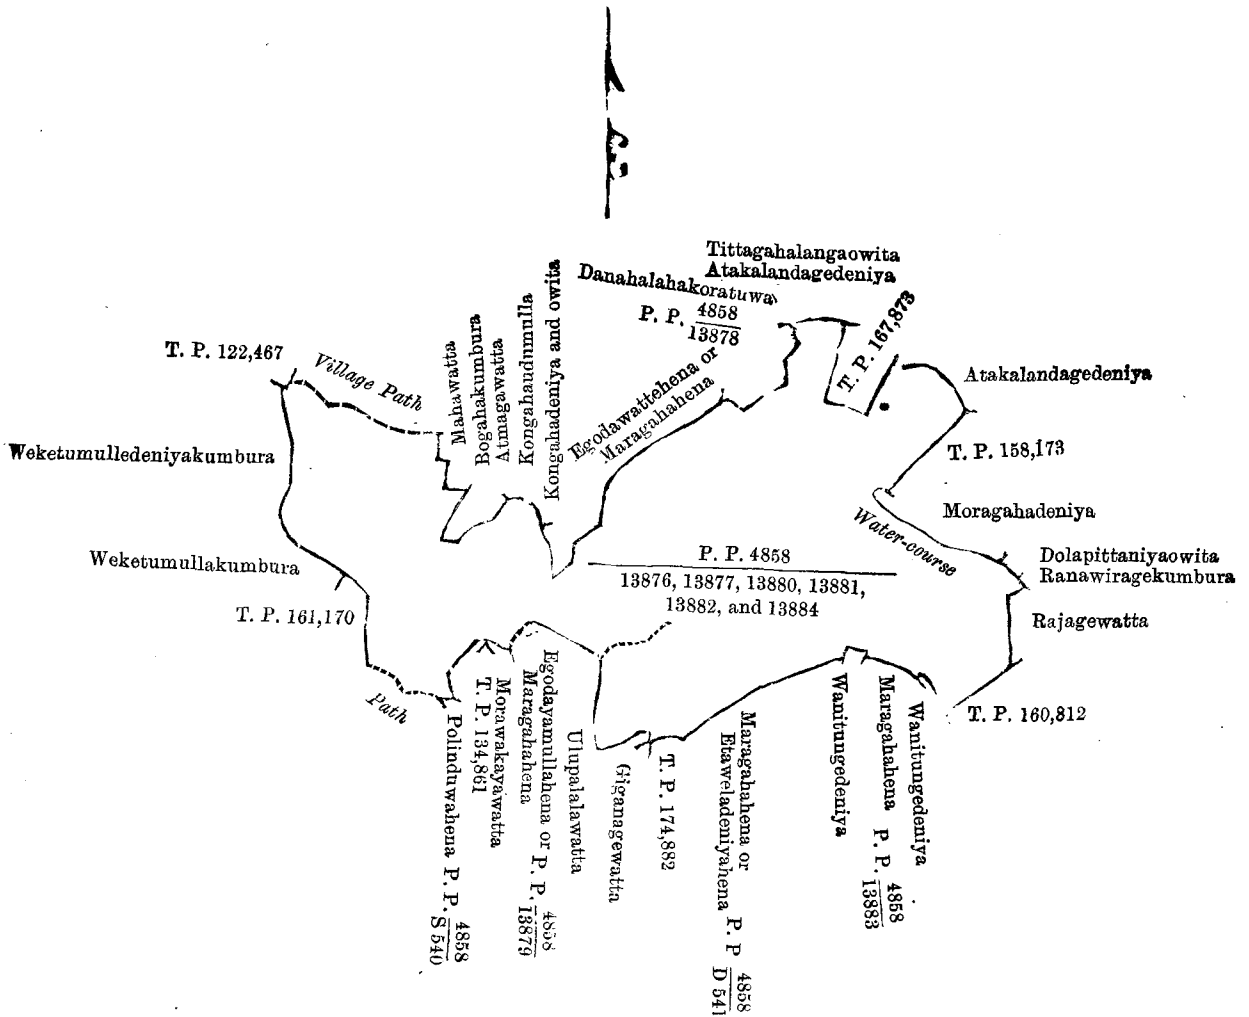 Tittagahalangaowita
Atakalandagedeniya
Danahalahakoratuwa
P. P. 4858
13878
T. P. 167,873
T. P. 122,467
Village Path
Mahawatta
Bogahakumbura
Atmagawatta
Kongahaudumulla
Kongahadeniya and owita
Egodawattehena or
Maragahahena
Atakalandagedeniya
T. P. 158,173
Weketumulledeniyakumbura
Moragahadeniya
Water-course
Weketumullakumbura
P. P. 4858
13876, 13877, 13880, 13881,
13882, and 13884
Dolapittaniyaowita
Ranawiragekumbura
T. P. 161,170
Rajagewatta
Path
T. P. 160,812
Polinduwahena P. P. 4858
S 540
Morawakayawatta
T. P. 134,861
Egodayamullahena or
Maragahahena
P. P. 4858
13879
Ulupalalawatta
Giganagewatta
T. P. 174,882
Maragahahena or
Etaweladeniyahena
P. P 4858
D 541
Wanitungedeniya
Maragahahena P. P. 4858
13883
Wanitungedeniya